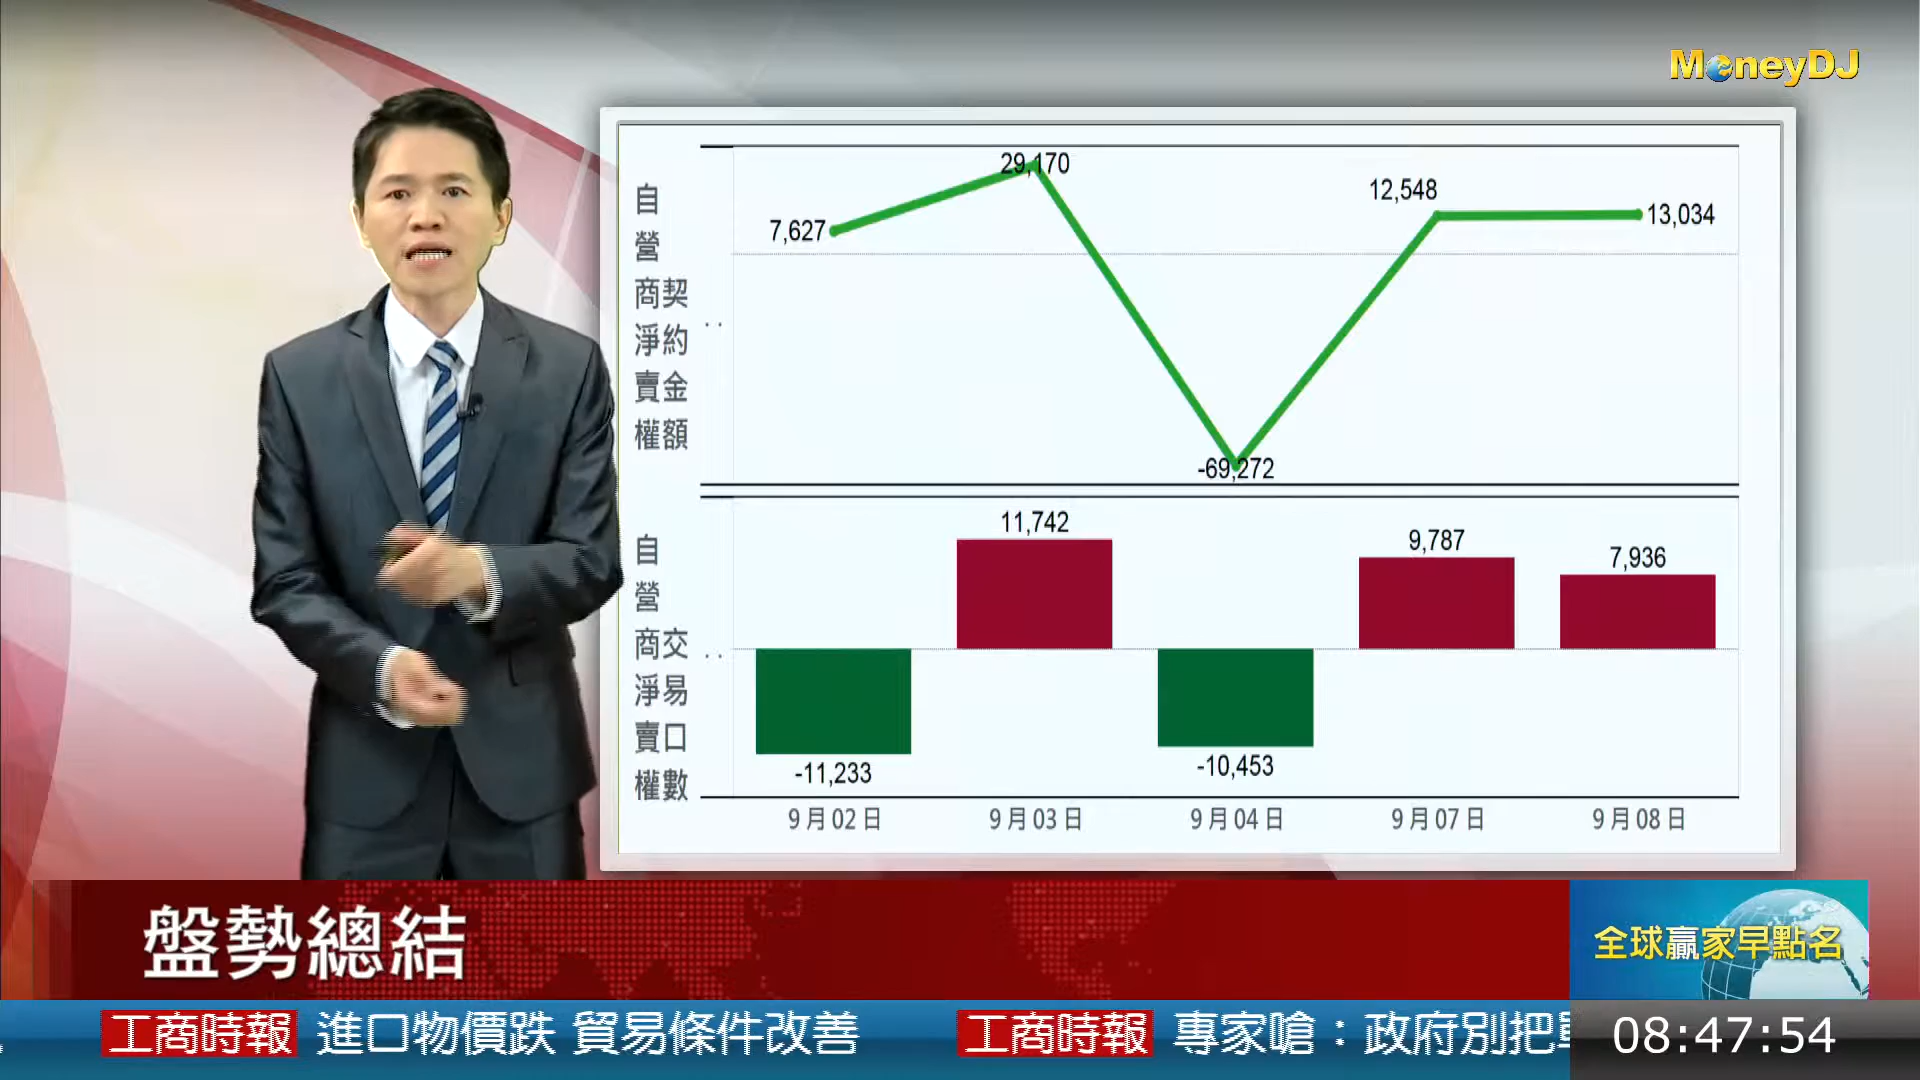 MoneyDJ
自營商淨賣權
契約金額
7,627
29,170
-69,272
12,548
13,034
自營商淨賣權
交易口數
-11,233
11,742
-10,453
9,787
7,936
9月02日
9月03日
9月04日
9月07日
9月08日
盤勢總結
全球贏家早點名
工商時報 進口物價跌 貿易條件改善
工商時報 專家嗆：政府別把
08:47:54